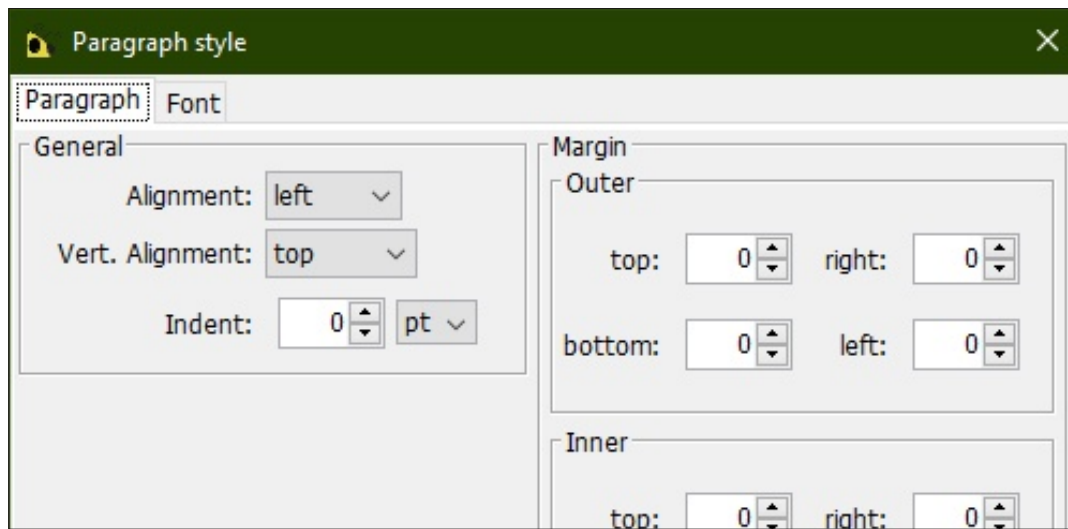 Paragraph style
Paragraph Font
General
Alignment: left
Vert. Alignment: top
Indent: 0 pt
Margin
Outer
top: 0 right: 0
bottom: 0 left: 0
Inner
top: 0 right: 0